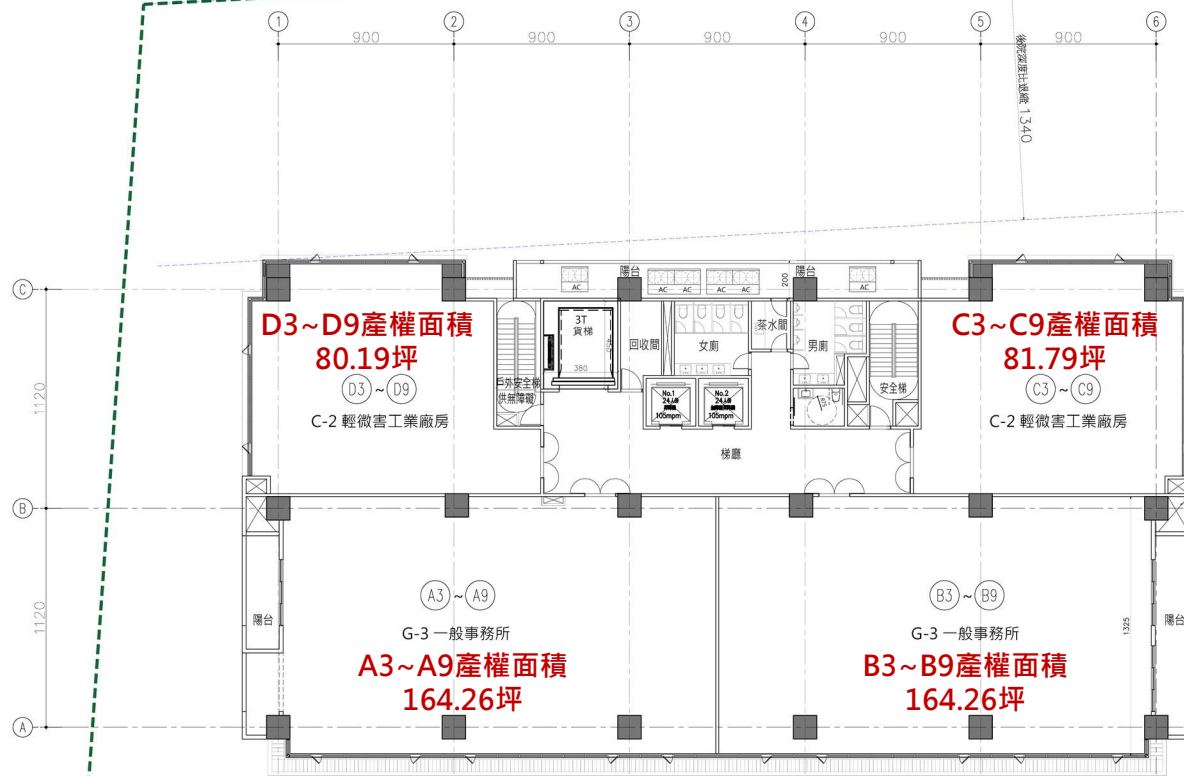 1 2 3 4 5 6
900 900 900 900 900
後院深度比退縮 1340
陽台 陽台
200
AC AC AC AC AC AC
C
3T
貨梯
450
380
回收間
女廁
茶水間
男廁
D3~D9產權面積
80.19坪
D3 ~ D9
C-2 輕微害工業廠房
戶外安全梯
供無障礙
No.1
24人
105mpm
No.2
24人
105mpm
安全梯
C3~C9產權面積
81.79坪
C3 ~ C9
C-2 輕微害工業廠房
1120
梯廳
B
A3 ~ A9
G-3 一般事務所
A3~A9產權面積
164.26坪
B3 ~ B9
G-3 一般事務所
B3~B9產權面積
164.26坪
1325
陽台
陽台
1120
A